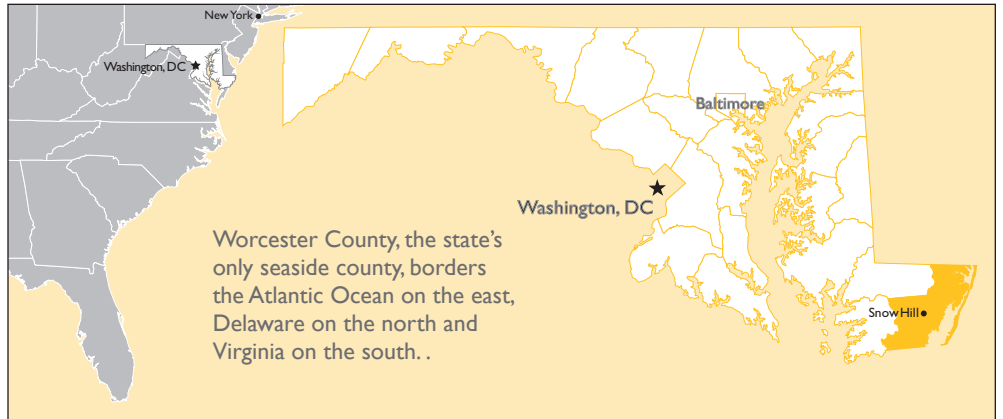 New York
Washington, DC
Baltimore
Washington, DC
Worcester County, the state's
only seaside county, borders
the Atlantic Ocean on the east,
Delaware on the north and
Virginia on the south. .
Snow Hill